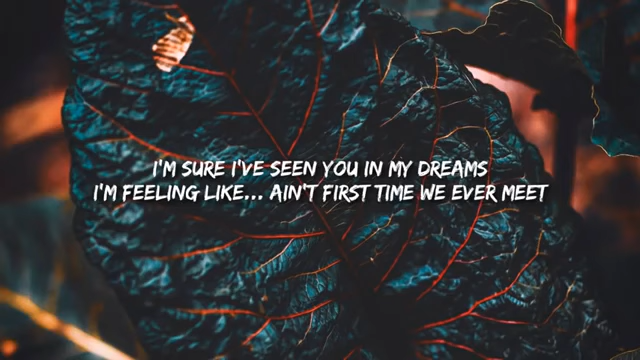 I'M SURE I'VE SEEN YOU IN MY DREAMS
I'M FEELING LIKE... AIN'T FIRST TIME WE EVER MEET